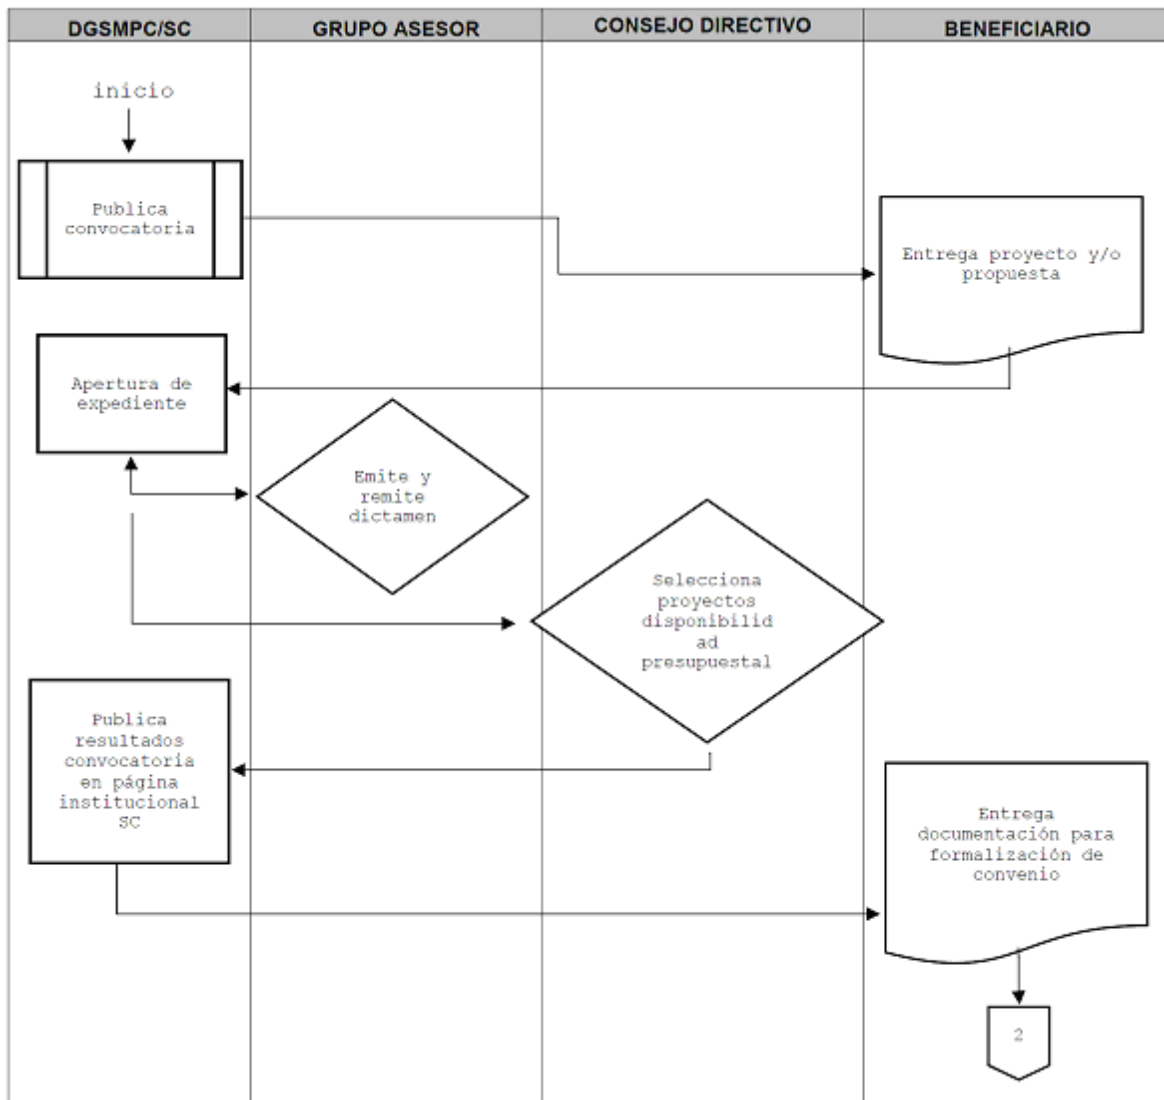 DGSMPC/SC
GRUPO ASESOR
CONSEJO DIRECTIVO
BENEFICIARIO
inicio
Publica
convocatoria
Entrega proyecto y/o
propuesta
Apertura de
expediente
Emite y
remite
dictamen
Selecciona
proyectos
disponibilid
ad
presupuestal
Publica
resultados
convocatoria
en página
institucional
SC
Entrega
documentación para
formalización de
convenio
2